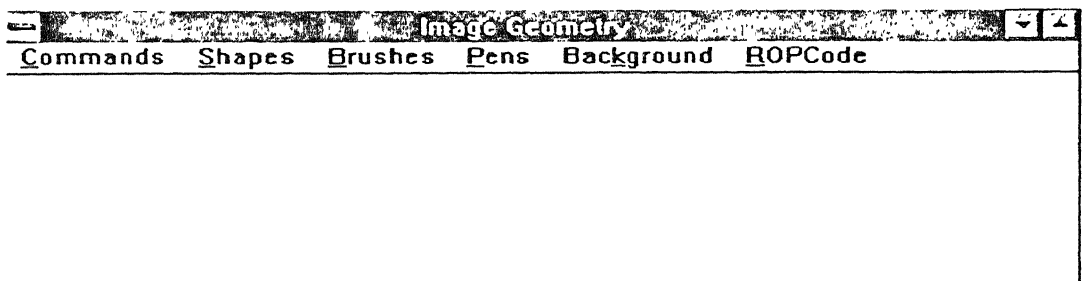 Image Geometry
Commands Shapes Brushes Pens Background ROPCode